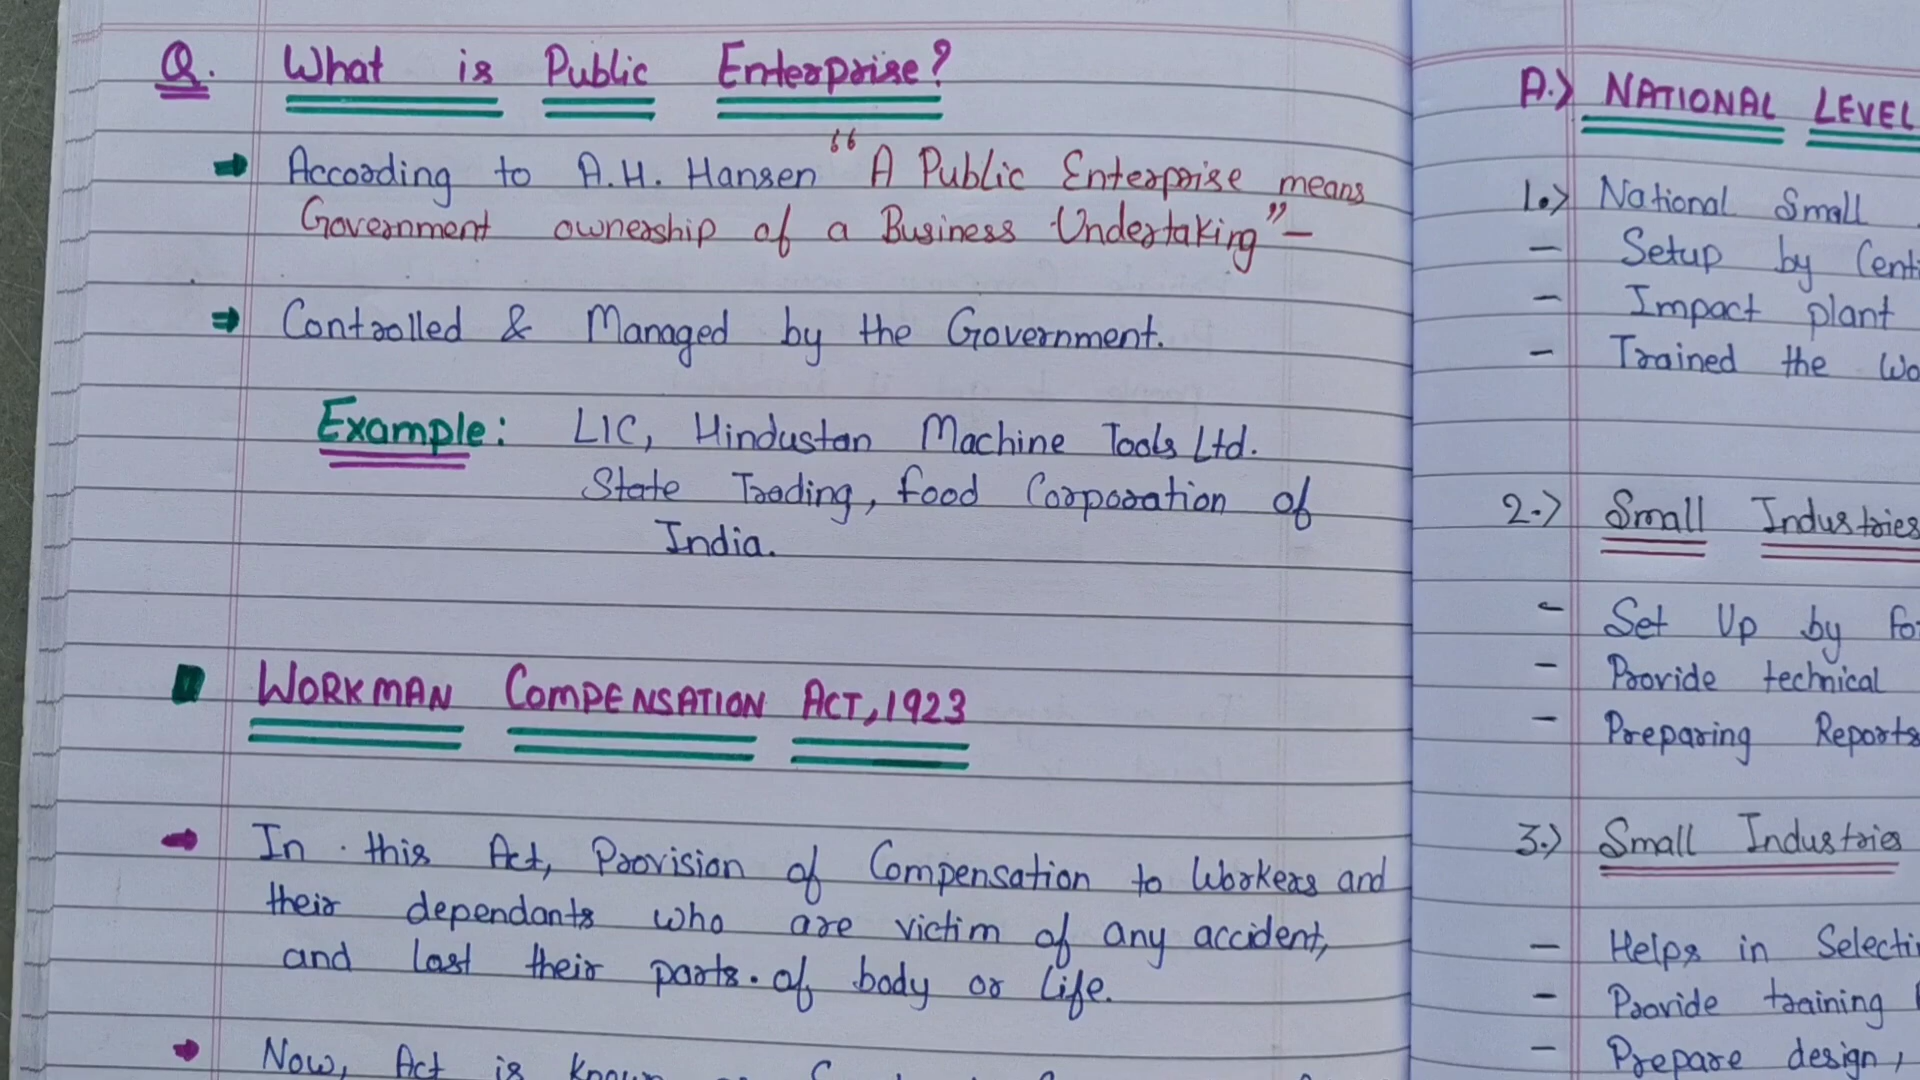 Q. What is Public Enterprise?
→ According to A.H. Hansen "A Public Enterprise means
Government ownership of a Business Undertaking" –
⇒ Controlled & Managed by the Government.
Example: LIC, Hindustan Machine Tools Ltd.
State Trading, Food Corporation of
India.
WORKMAN COMPENSATION ACT, 1923
→ In this Act, Provision of Compensation to Workers and
their dependants who are victim of any accident,
and last their parts of body or life.
→ Now, Act is known
A.) NATIONAL LEVEL
1.) National Small
– Setup by
– Impact plant
– Trained the
2.) Small Industries
– Set Up by
– Provide technical
– Preparing Reports
3.) Small Industries
– Helps in
– Provide training
– Prepare design,